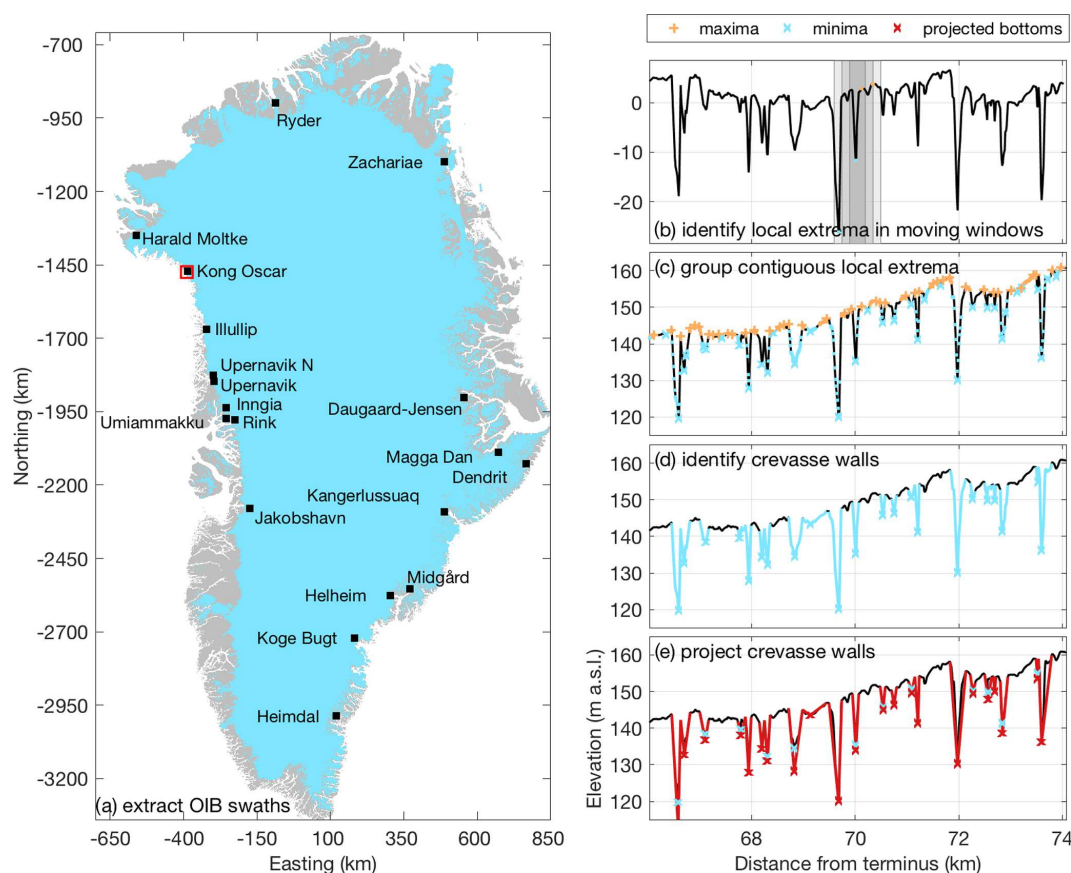 -700
-950
-1200
-1450
-1700
-1950
-2200
-2450
-2700
-2950
-3200
Northing (km)
Ryder
Zachariae
Harald Moltke
Kong Oscar
Illullip
Upernavik N
Upernavik
Inngia
Umiammakku
Rink
Daugaard-Jensen
Magga Dan
Dendrit
Kangerlussuaq
Jakobshavn
Midgård
Helheim
Koge Bugt
Heimdal
(a) extract OIB swaths
-650 -400 -150 100 350 600 850
Easting (km)
maxima minima projected bottoms
0
-10
-20
(b) identify local extrema in moving windows
(c) group contiguous local extrema
160
150
140
130
120
(d) identify crevasse walls
160
150
140
130
120
(e) project crevasse walls
160
150
140
130
120
Elevation (m a.s.l.)
68 70 72 74
Distance from terminus (km)